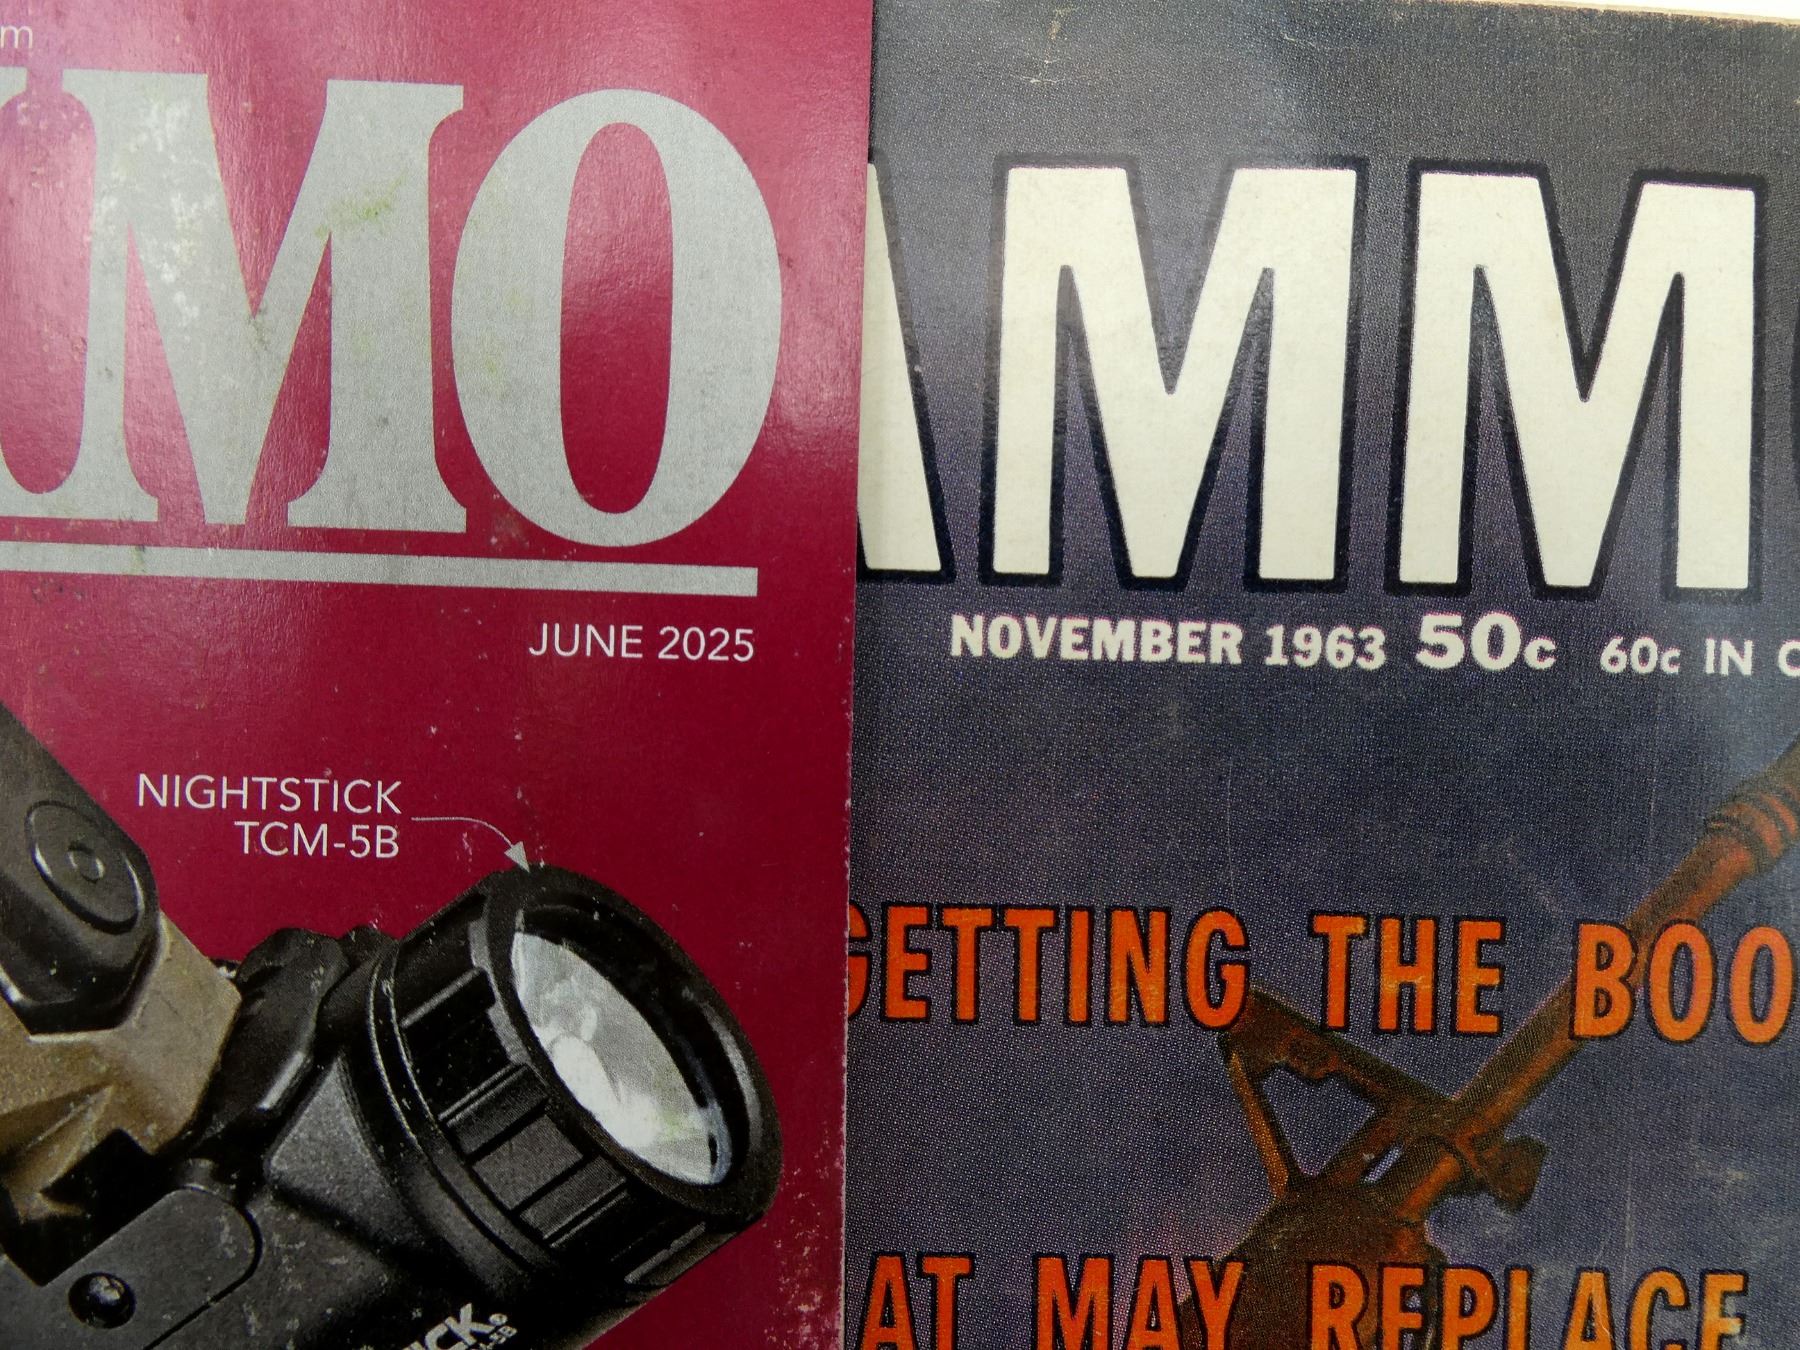 MMO
JUNE 2025
NIGHTSTICK
TCM-5B
AMM
NOVEMBER 1963 50c 60c IN
GETTING THE BOO
AT MAY REPLACE